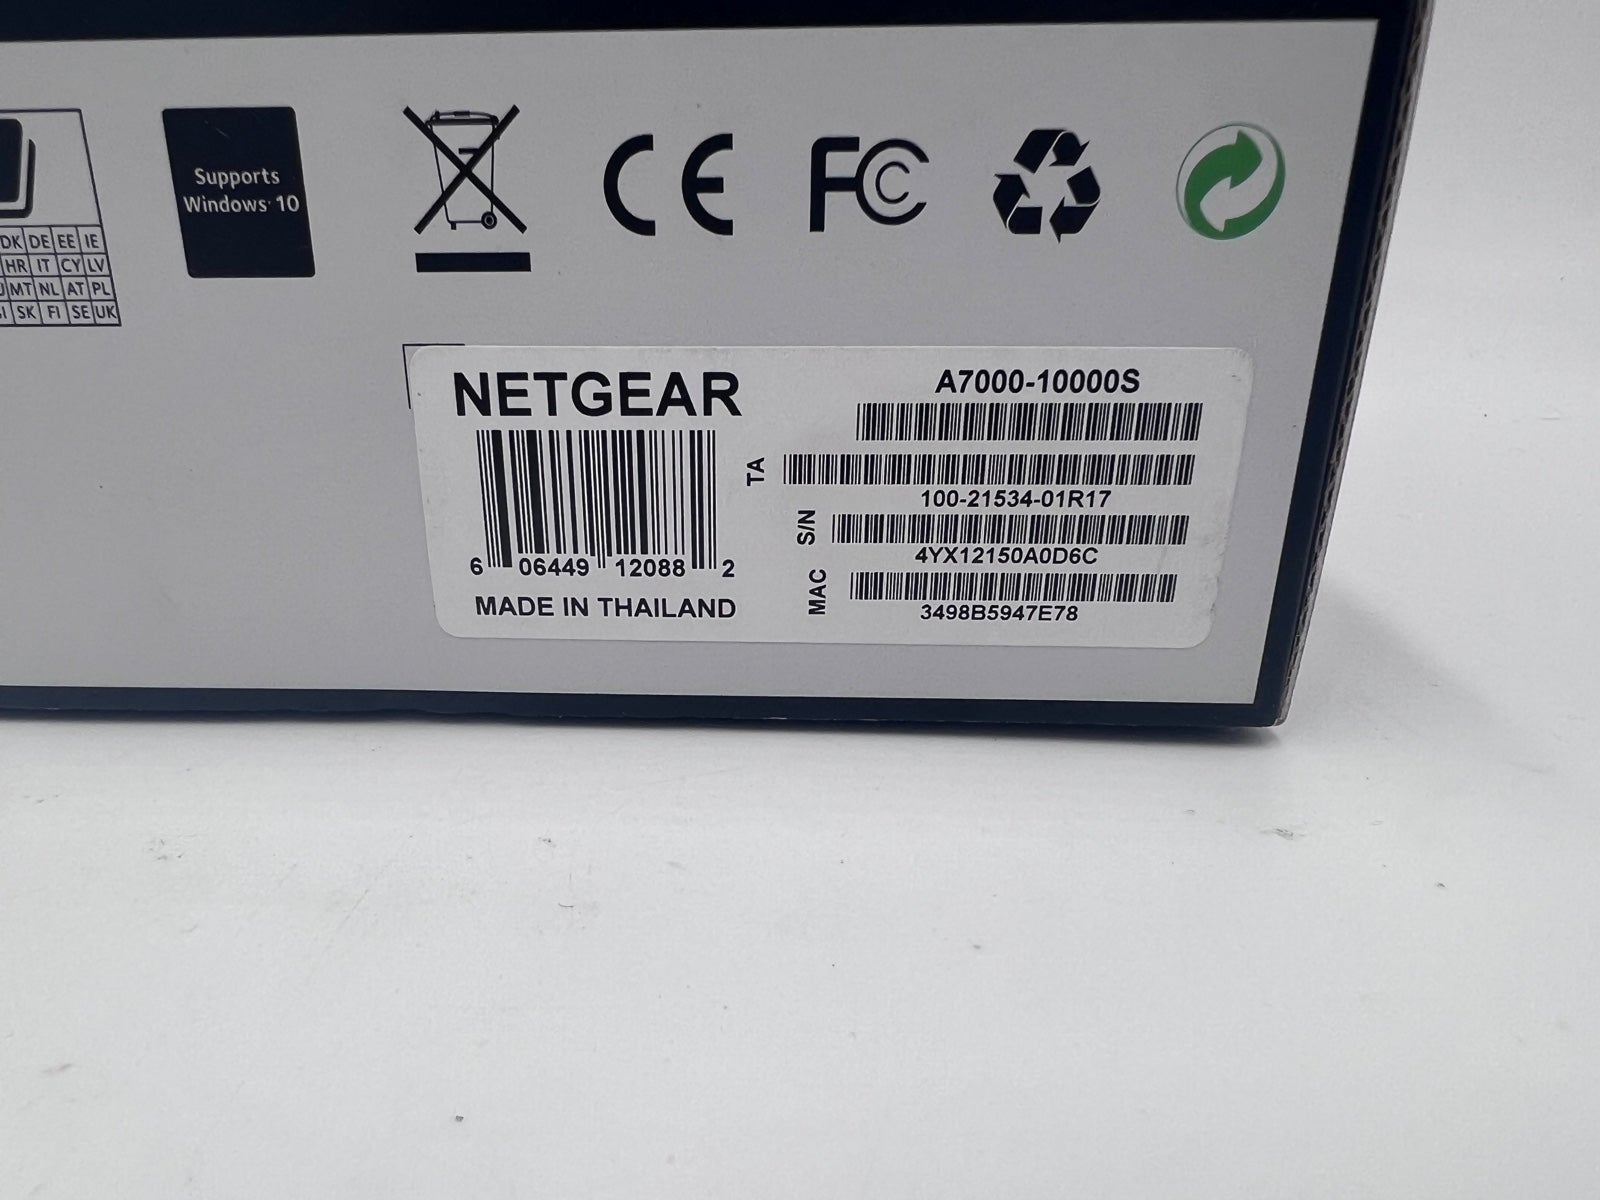 Supports
Windows 10
CE
FC
DK DE EE IE
HR IT CY LV
MT NL AT PL
SK FI SE UK
NETGEAR
6 06449 12088 2
MADE IN THAILAND
A7000-10000S
TA
100-21534-01R17
S/N
4YX12150A0D6C
MAC
3498B5947E78